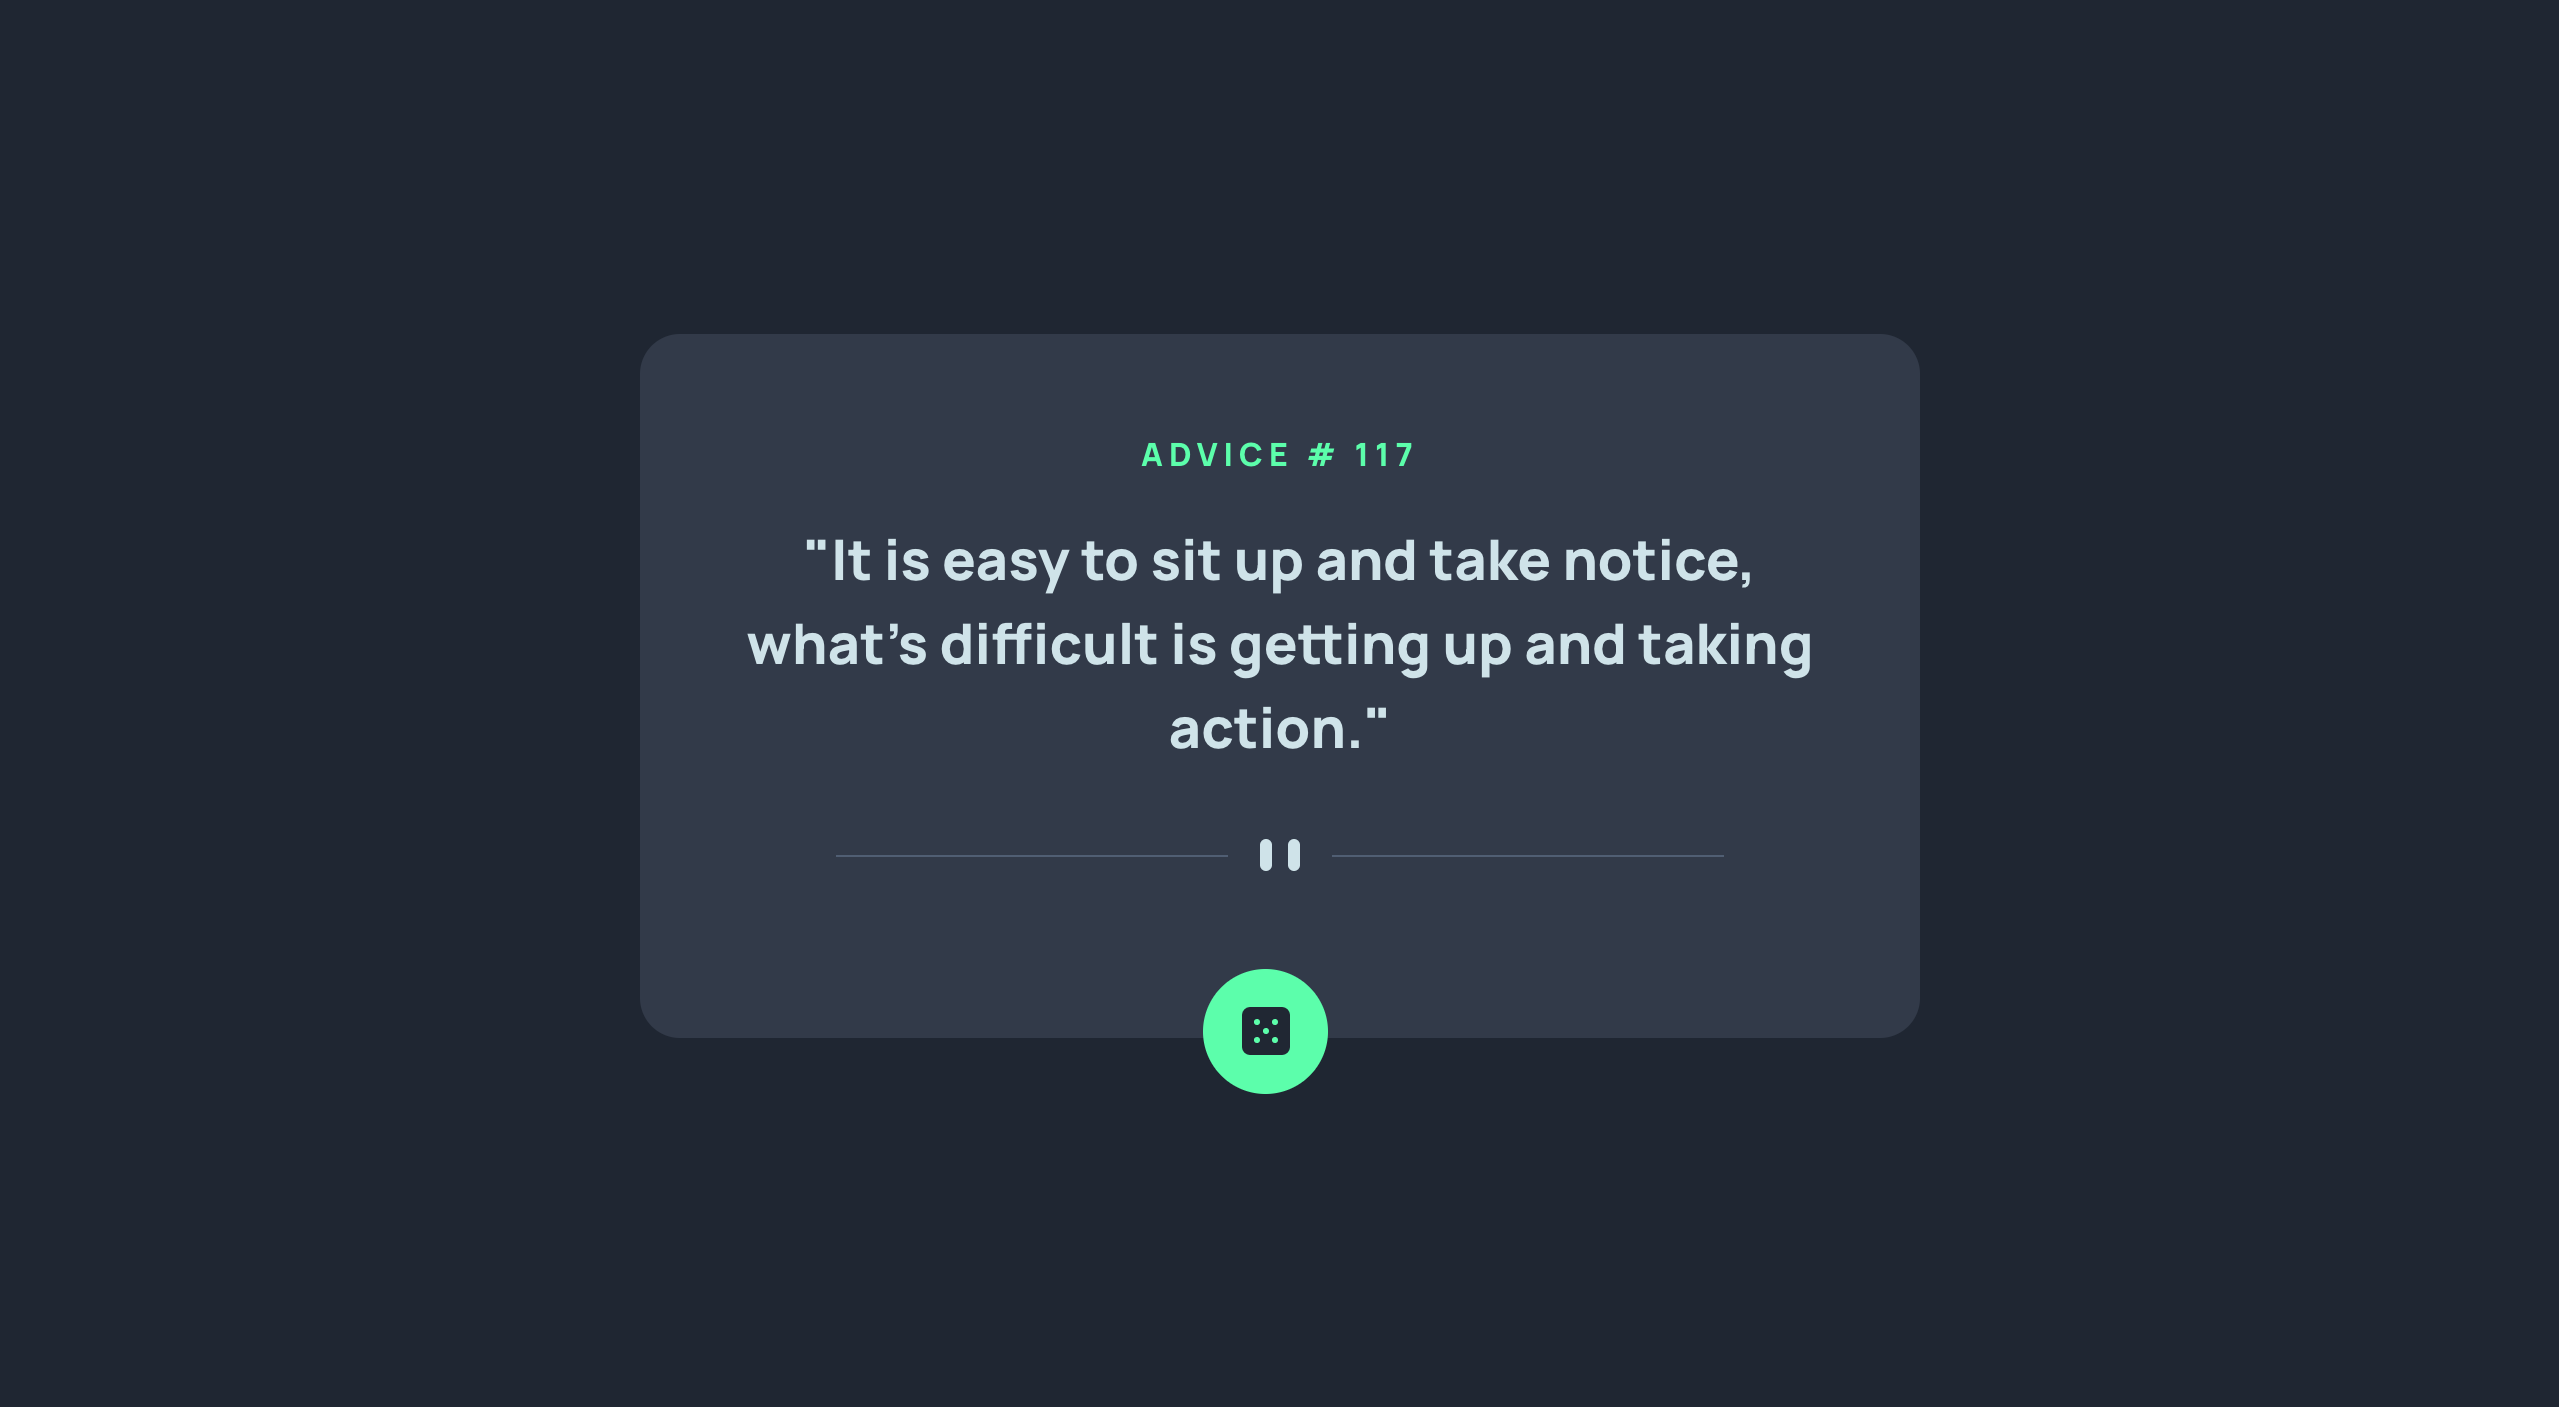 ADVICE # 117
"It is easy to sit up and take notice,
what’s difficult is getting up and taking
action."